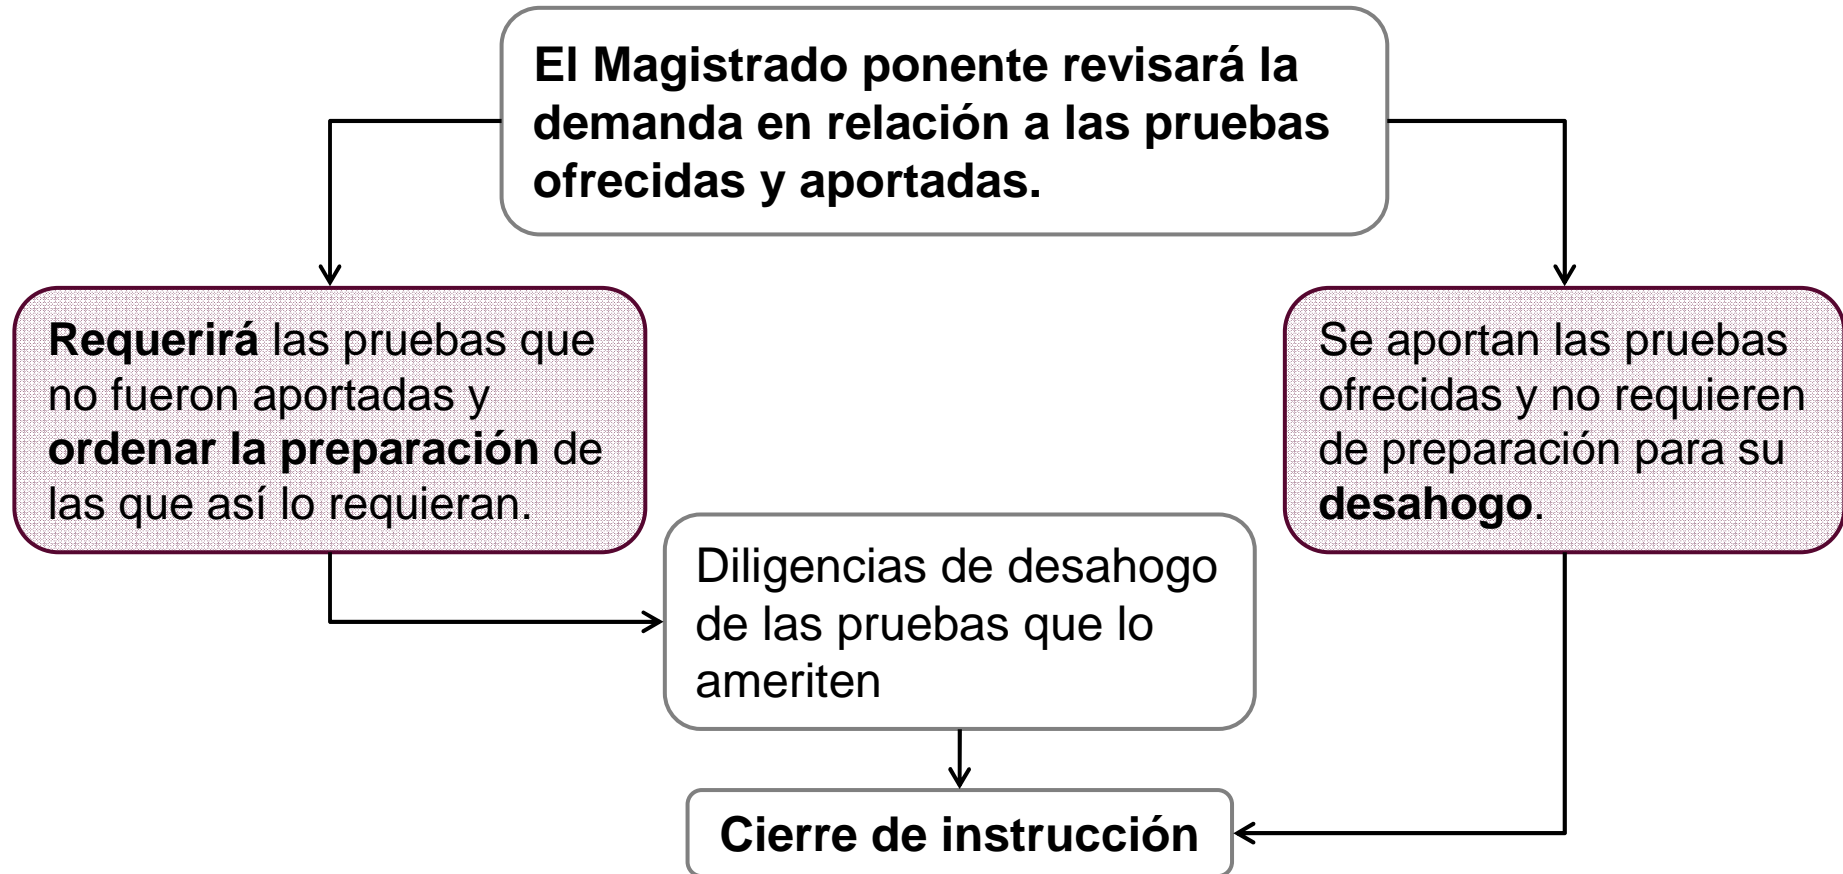 El Magistrado ponente revisará la
demanda en relación a las pruebas
ofrecidas y aportadas.
Requerirá las pruebas que
no fueron aportadas y
ordenar la preparación de
las que así lo requieran.
Se aportan las pruebas
ofrecidas y no requieren
de preparación para su
desahogo.
Diligencias de desahogo
de las pruebas que lo
ameriten
Cierre de instrucción